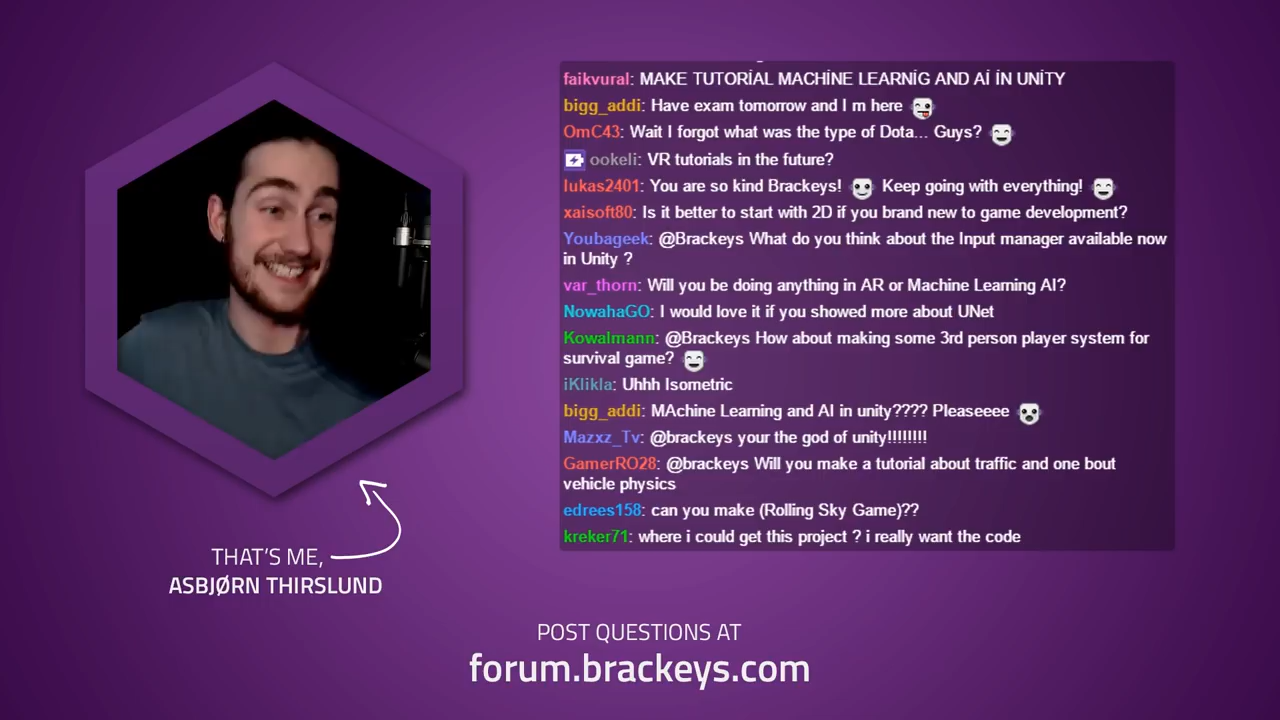 faikvural: MAKE TUTORİAL MACHİNE LEARNİG AND Aİ İN UNİTY
bigg_addi: Have exam tomorrow and I m here
OmC43: Wait I forgot what was the type of Dota... Guys?
ookeli: VR tutorials in the future?
lukas2401: You are so kind Brackeys! Keep going with everything!
xaisoft80: Is it better to start with 2D if you brand new to game development?
Youbageek: @Brackeys What do you think about the Input manager available now
in Unity ?
var_thorn: Will you be doing anything in AR or Machine Learning AI?
NowahaGO: I would love it if you showed more about UNet
Kowalmann: @Brackeys How about making some 3rd person player system for
survival game?
iKlikla: Uhhh Isometric
bigg_addi: MAchine Learning and AI in unity???? Pleaseeee
Mazxz_Tv: @brackeys your the god of unity!!!!!!!!
GamerRO28: @brackeys Will you make a tutorial about traffic and one bout
vehicle physics
edrees158: can you make (Rolling Sky Game)??
kreker71: where i could get this project ? i really want the code
THAT'S ME,
ASBJØRN THIRSLUND
POST QUESTIONS AT
forum.brackeys.com